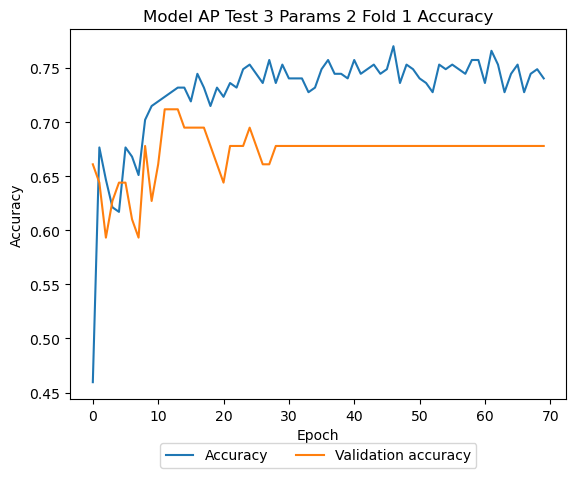 Model AP Test 3 Params 2 Fold 1 Accuracy
Accuracy
0.75
0.70
0.65
0.60
0.55
0.50
0.45
0 10 20 30 40 50 60 70
Epoch
Accuracy Validation accuracy